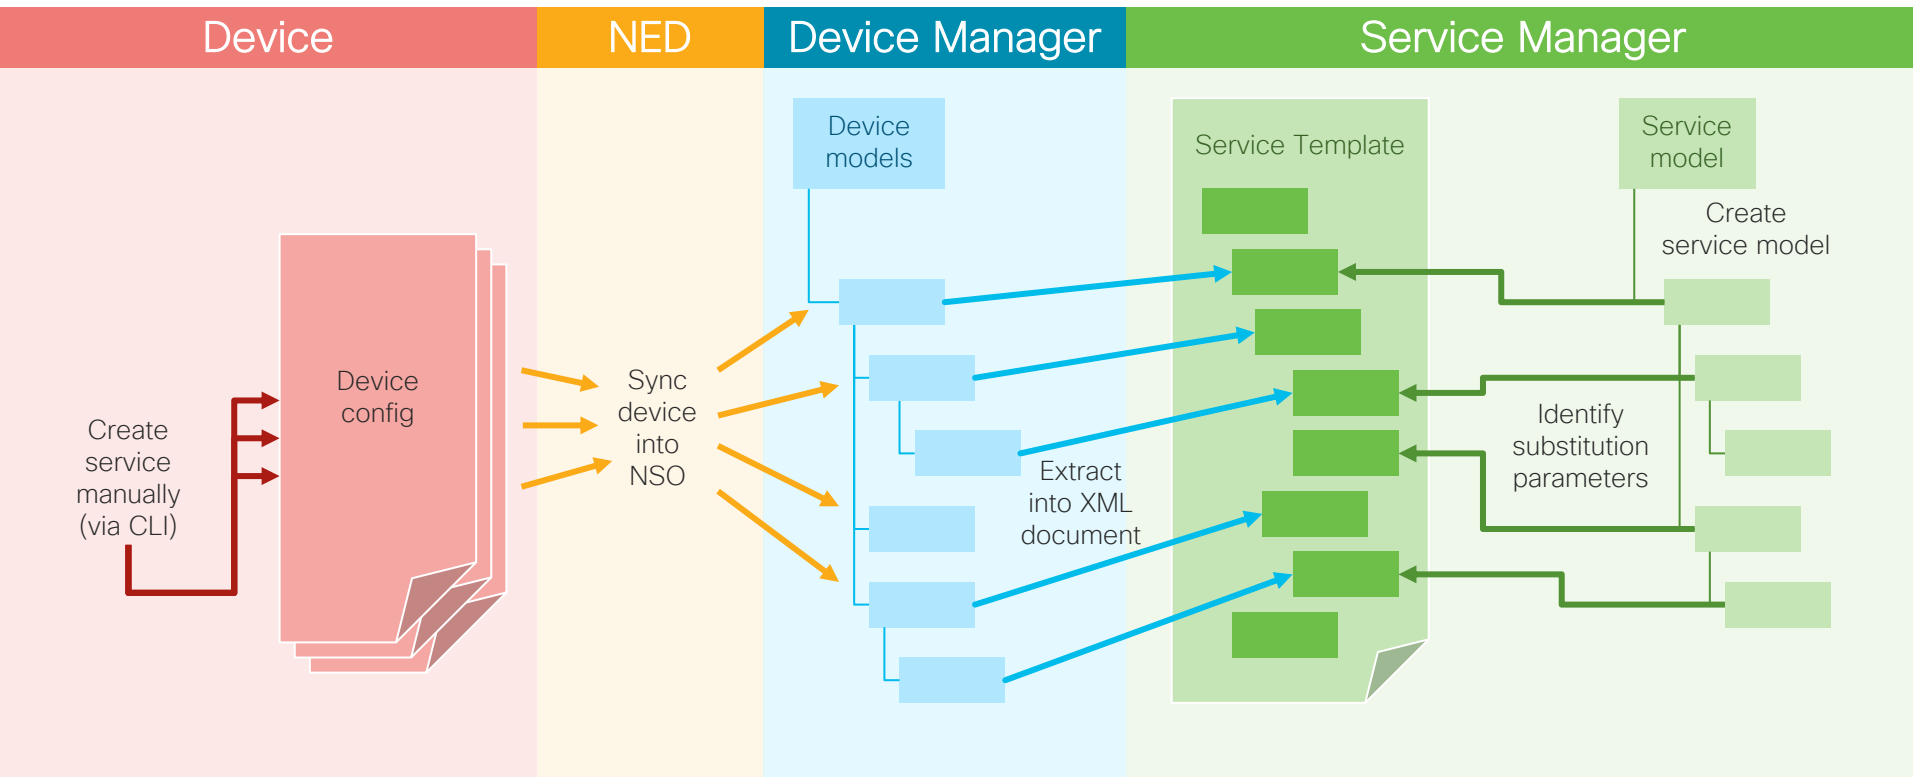 Device
NED
Device Manager
Service Manager
Create
service
manually
(via CLI)
Device
config
Sync
device
into
NSO
Device
models
Extract
into XML
document
Service Template
Service
model
Create
service model
Identify
substitution
parameters